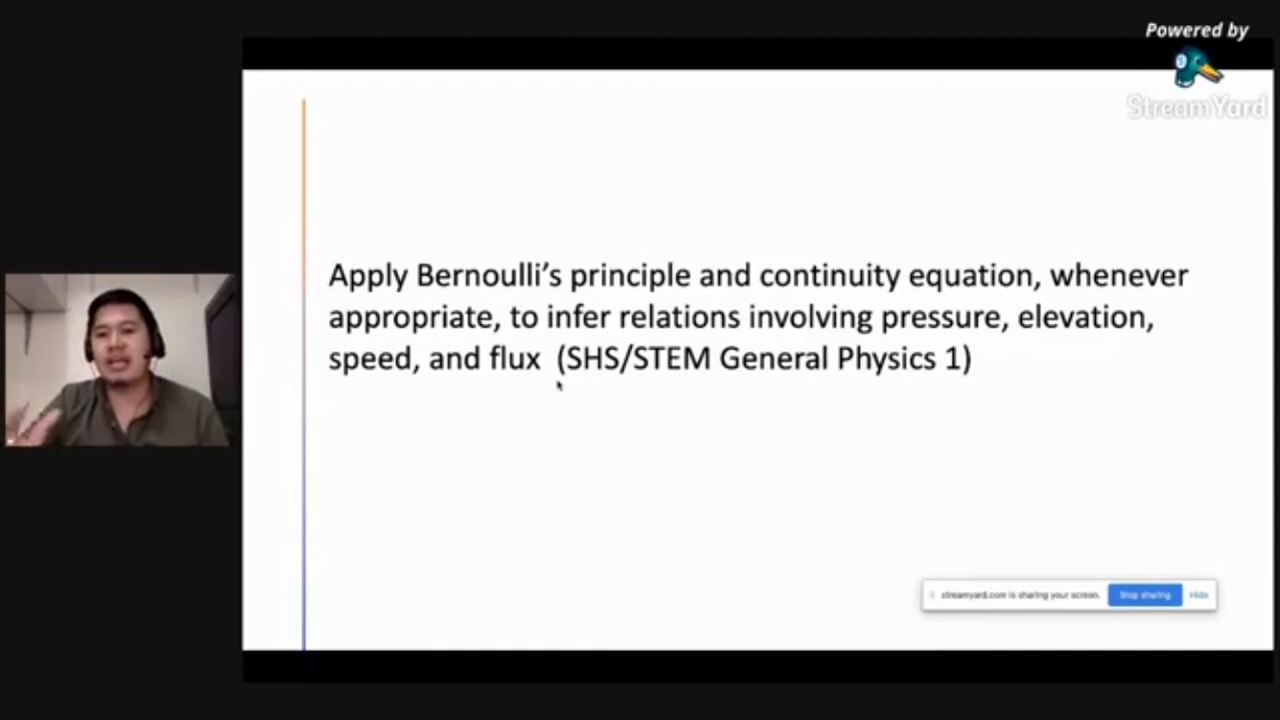 Powered by
StreamYard
Apply Bernoulli’s principle and continuity equation, whenever
appropriate, to infer relations involving pressure, elevation,
speed, and flux (SHS/STEM General Physics 1)
streamyard.com is sharing your screen. Stop sharing Hide